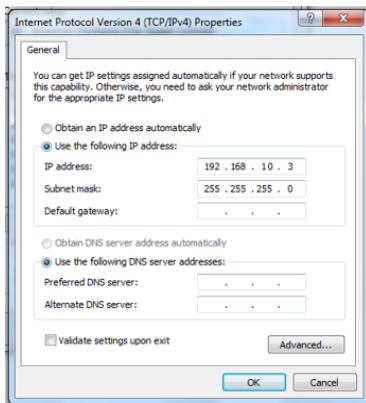 Internet Protocol Version 4 (TCP/IPv4) Properties
General
You can get IP settings assigned automatically if your network supports
this capability. Otherwise, you need to ask your network administrator
for the appropriate IP settings.
Obtain an IP address automatically
Use the following IP address:
IP address: 192 . 168 . 10 . 3
Subnet mask: 255 . 255 . 255 . 0
Default gateway: . . .
Obtain DNS server address automatically
Use the following DNS server addresses:
Preferred DNS server: . . .
Alternate DNS server: . . .
Validate settings upon exit
Advanced...
OK Cancel